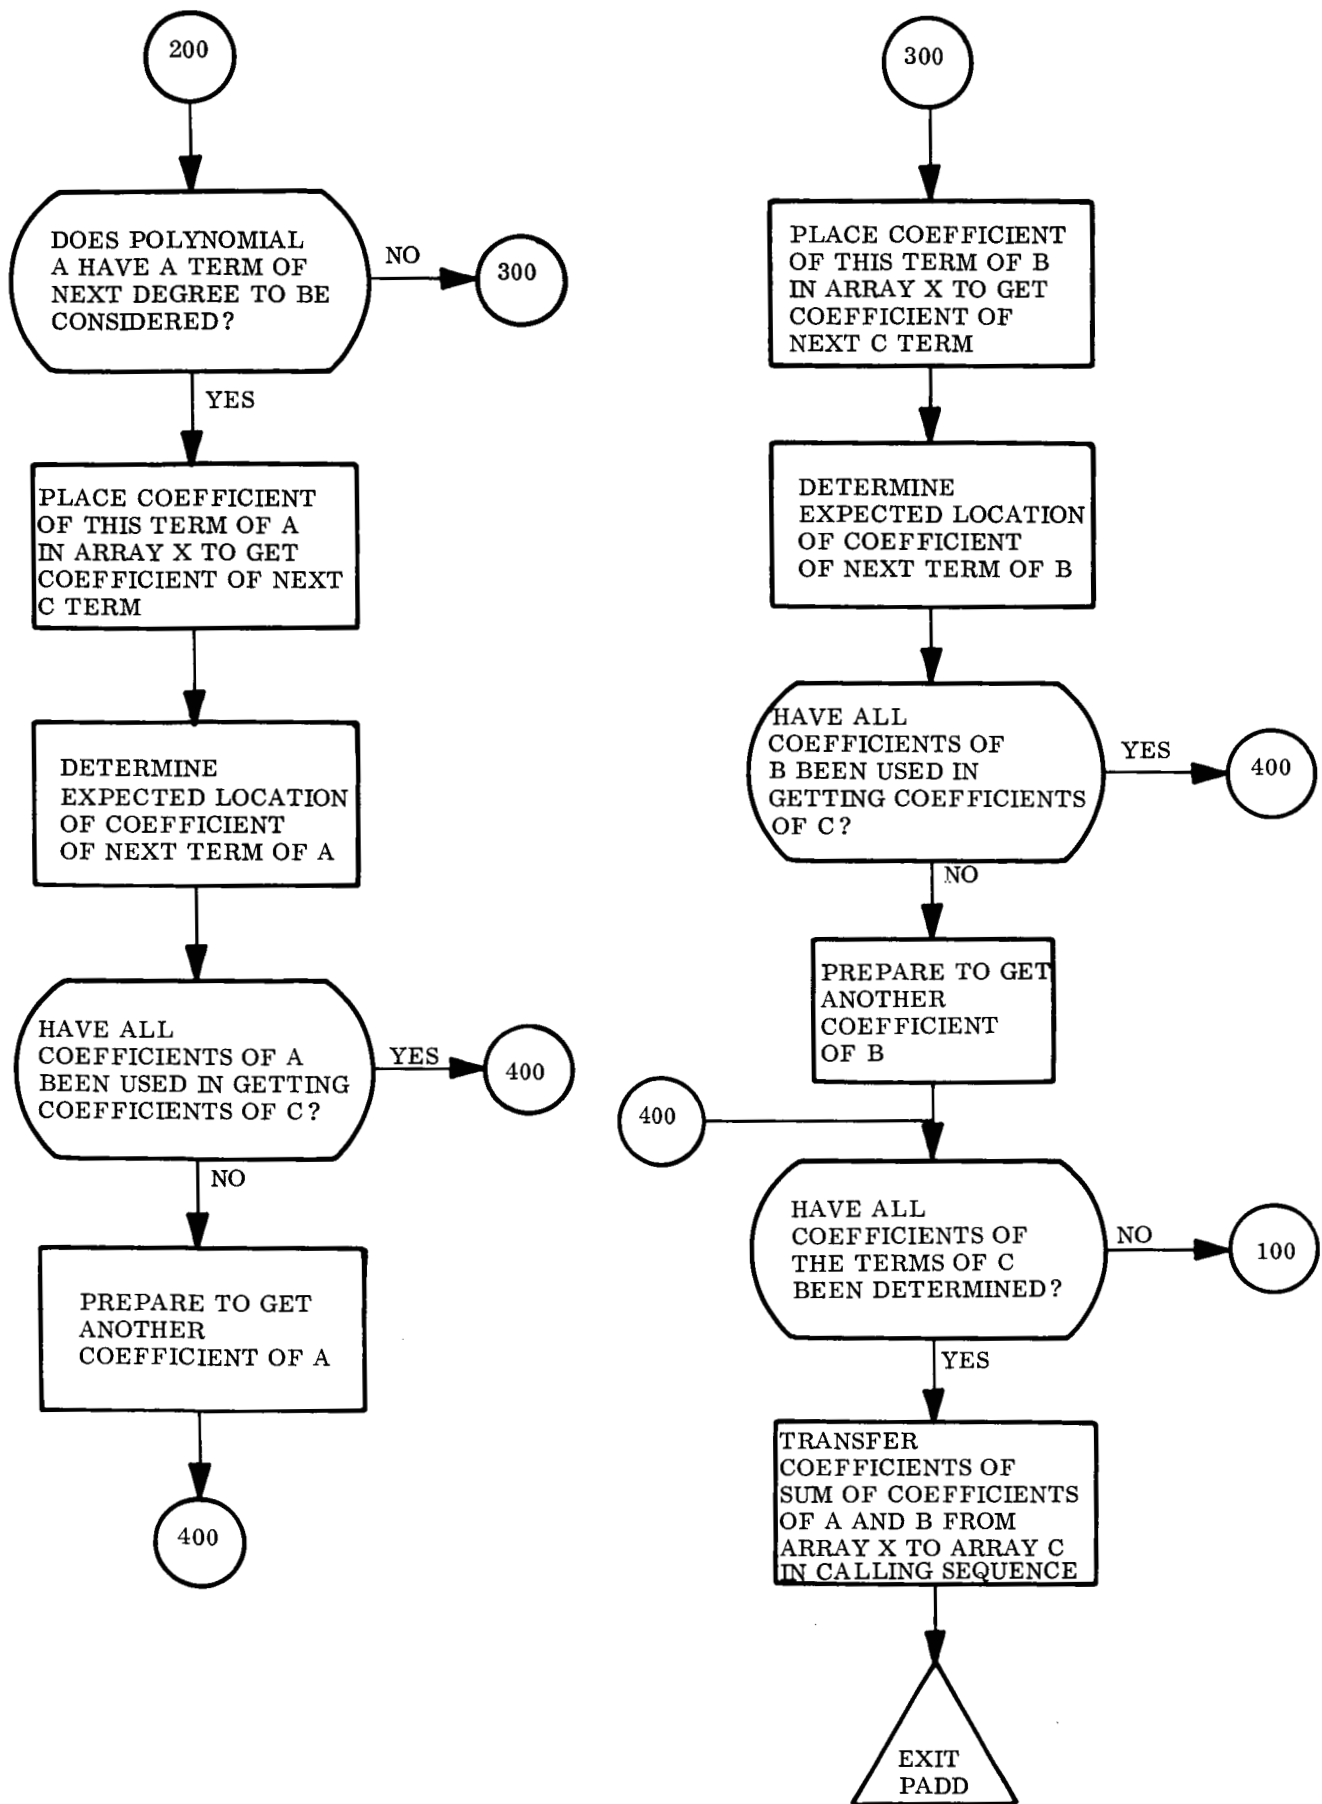 200
DOES POLYNOMIAL
A HAVE A TERM OF
NEXT DEGREE TO BE
CONSIDERED?
NO
300
YES
PLACE COEFFICIENT
OF THIS TERM OF A
IN ARRAY X TO GET
COEFFICIENT OF NEXT
C TERM
DETERMINE
EXPECTED LOCATION
OF COEFFICIENT
OF NEXT TERM OF A
HAVE ALL
COEFFICIENTS OF A
BEEN USED IN GETTING
COEFFICIENTS OF C?
YES
400
NO
PREPARE TO GET
ANOTHER
COEFFICIENT OF A
400
300
PLACE COEFFICIENT
OF THIS TERM OF B
IN ARRAY X TO GET
COEFFICIENT OF
NEXT C TERM
DETERMINE
EXPECTED LOCATION
OF COEFFICIENT
OF NEXT TERM OF B
HAVE ALL
COEFFICIENTS OF
B BEEN USED IN
GETTING COEFFICIENTS
OF C?
YES
400
NO
PREPARE TO GET
ANOTHER
COEFFICIENT
OF B
400
HAVE ALL
COEFFICIENTS OF
THE TERMS OF C
BEEN DETERMINED?
NO
100
YES
TRANSFER
COEFFICIENTS OF
SUM OF COEFFICIENTS
OF A AND B FROM
ARRAY X TO ARRAY C
IN CALLING SEQUENCE
EXIT
PADD